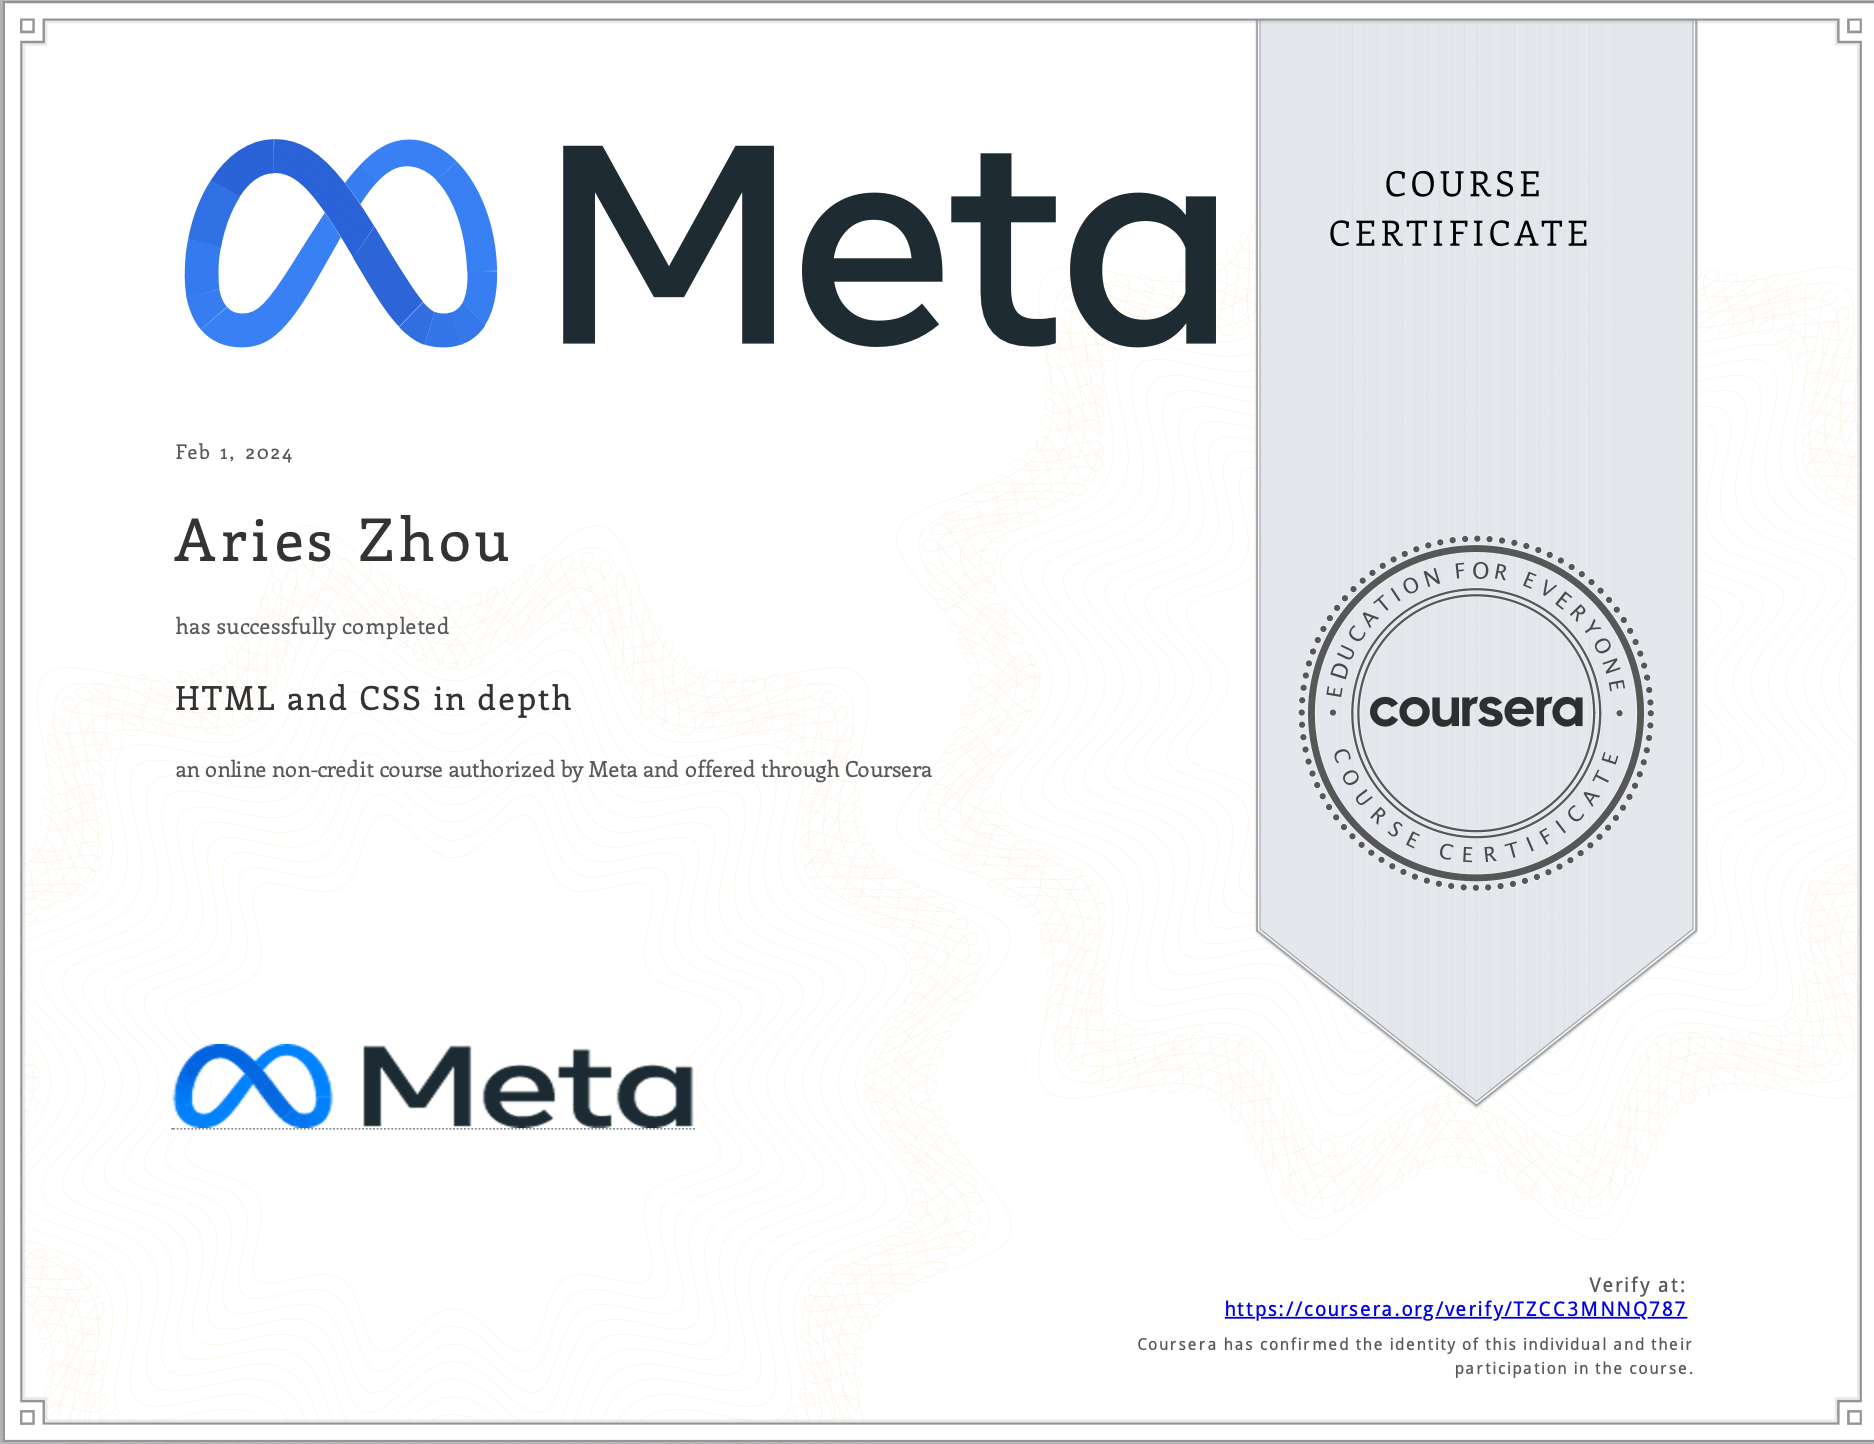 Meta
COURSE
CERTIFICATE
Feb 1, 2024
Aries Zhou
has successfully completed
HTML and CSS in depth
an online non-credit course authorized by Meta and offered through Coursera
EDUCATION FOR EVERYONE
coursera
COURSE CERTIFICATE
Meta
Verify at:
https://coursera.org/verify/TZCC3MNNQ787
Coursera has confirmed the identity of this individual and their
participation in the course.